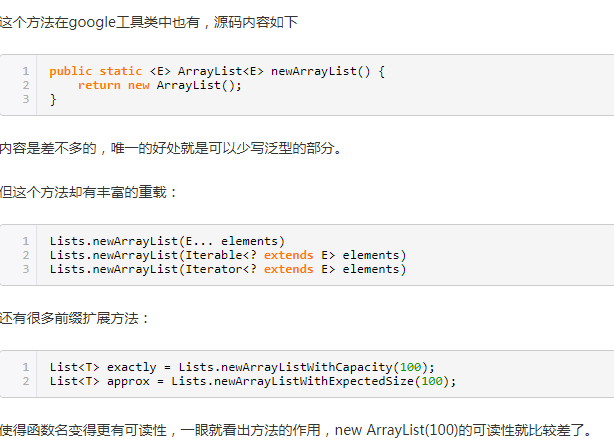 这个方法在google工具类中也有，源码内容如下
1 public static <E> ArrayList<E> newArrayList() {
2     return new ArrayList();
3 }
内容是差不多的，唯一的好处就是可以少写泛型的部分。
但这个方法却有丰富的重载：
1 Lists.newArrayList(E... elements)
2 Lists.newArrayList(Iterable<? extends E> elements)
3 Lists.newArrayList(Iterator<? extends E> elements)
还有很多前缀扩展方法：
1 List<T> exactly = Lists.newArrayListWithCapacity(100);
2 List<T> approx = Lists.newArrayListWithExpectedSize(100);
使得函数名变得更有可读性，一眼就看出方法的作用，new ArrayList(100)的可读性就比较差了。